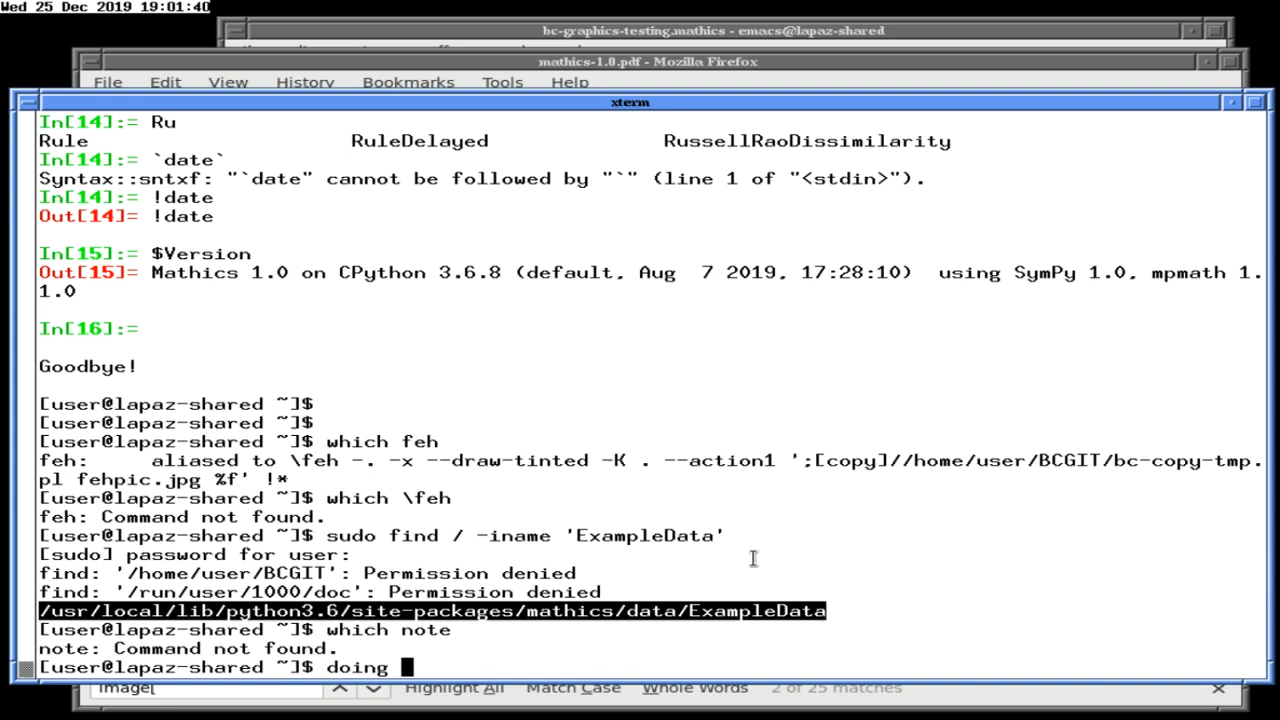 Wed 25 Dec 2019 19:01:40
bc-graphics-testing.mathics - emacs@lapaz-shared
mathics-1.0.pdf - Mozilla Firefox
File Edit View History Bookmarks Tools Help
xterm
In[14]:= Ru
Rule RuleDelayed RussellRaoDissimilarity
In[14]:= `date`
Syntax::sntxf: "`date" cannot be followed by "`" (line 1 of "<stdin>").
In[14]:= !date
Out[14]= !date
In[15]:= $Version
Out[15]= Mathics 1.0 on CPython 3.6.8 (default, Aug  7 2019, 17:28:10)  using SymPy 1.0, mpmath 1.
1.0
In[16]:=
Goodbye!
[user@lapaz-shared ~]$
[user@lapaz-shared ~]$
[user@lapaz-shared ~]$ which feh
feh:     aliased to \feh -. -x --draw-tinted -K . --action1 ';[copy]//home/user/BCGIT/bc-copy-tmp.
pl fehpic.jpg %f' !*
[user@lapaz-shared ~]$ which \feh
feh: Command not found.
[user@lapaz-shared ~]$ sudo find / -iname 'ExampleData'
[sudo] password for user:
find: '/home/user/BCGIT': Permission denied
find: '/run/user/1000/doc': Permission denied
/usr/local/lib/python3.6/site-packages/mathics/data/ExampleData
[user@lapaz-shared ~]$ which note
note: Command not found.
[user@lapaz-shared ~]$ doing
Image[ Highlight All Match Case Whole Words 2 of 25 matches